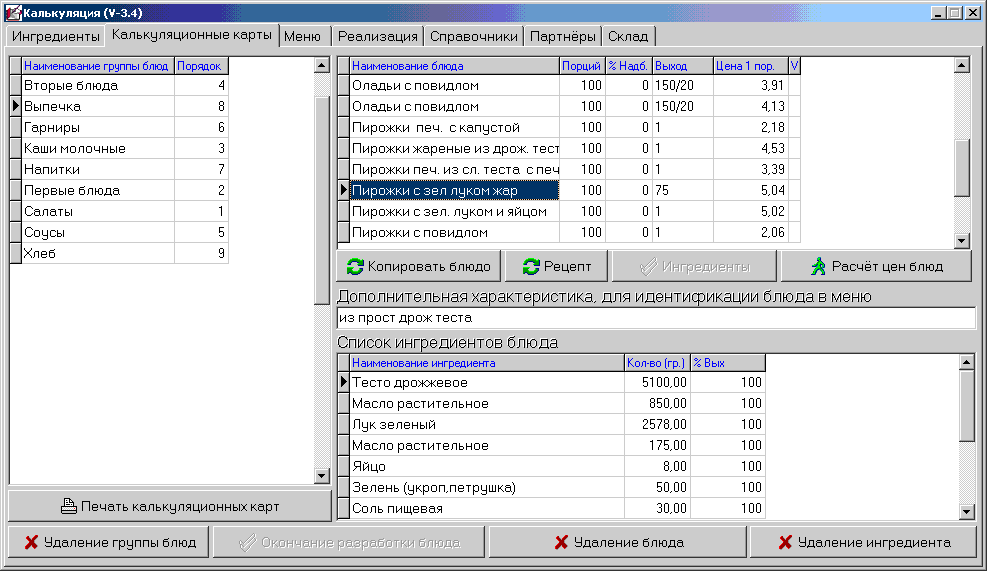 Калькуляция (V-3.4)
Ингредиенты Калькуляционные карты Меню Реализация Справочники Партнёры Склад
Наименование группы блюд Порядок
Вторые блюда 4
Выпечка 8
Гарниры 6
Каши молочные 3
Напитки 7
Первые блюда 2
Салаты 1
Соусы 5
Хлеб 9
Печать калькуляционных карт
Наименование блюда Порций % Надб. Выход Цена 1 пор. V
Оладьи с повидлом 100 0 150/20 3,91
Оладьи с повидлом 100 0 150/20 4,13
Пирожки печ. с капустой 100 0 1 2,18
Пирожки жареные из дрож. тест 100 0 1 4,53
Пирожки печ. из сл. теста с печ 100 0 1 3,39
Пирожки с зел луком жар 100 0 75 5,04
Пирожки с зел. луком и яйцом 100 0 1 5,02
Пирожки с повидлом 100 0 1 2,06
Копировать блюдо Рецепт Ингредиенты Расчёт цен блюд
Дополнительная характеристика, для идентификации блюда в меню
из прост дрож теста
Список ингредиентов блюда
Наименование ингредиента Кол-во (гр.) % Вых
Тесто дрожжевое 5100,00 100
Масло растительное 850,00 100
Лук зеленый 2578,00 100
Масло растительное 175,00 100
Яйцо 8,00 100
Зелень (укроп,петрушка) 50,00 100
Соль пищевая 30,00 100
Удаление группы блюд Окончание разработки блюда Удаление блюда Удаление ингредиента